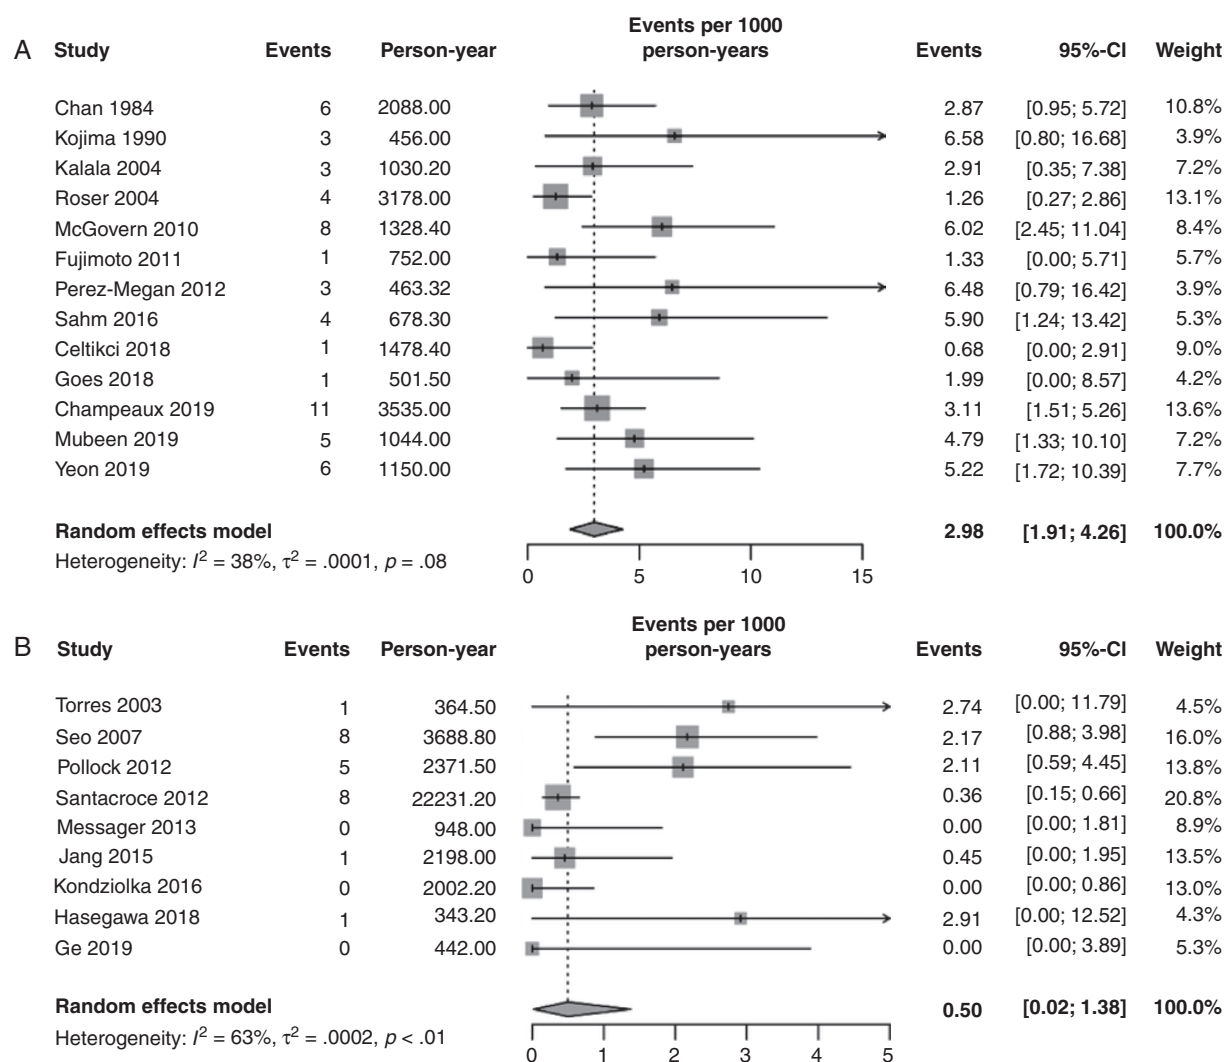 Events per 1000
A Study Events Person-year person-years Events 95%-CI Weight
Chan 1984 6 2088.00 2.87 [0.95; 5.72] 10.8%
Kojima 1990 3 456.00 6.58 [0.80; 16.68] 3.9%
Kalala 2004 3 1030.20 2.91 [0.35; 7.38] 7.2%
Roser 2004 4 3178.00 1.26 [0.27; 2.86] 13.1%
McGovern 2010 8 1328.40 6.02 [2.45; 11.04] 8.4%
Fujimoto 2011 1 752.00 1.33 [0.00; 5.71] 5.7%
Perez-Megan 2012 3 463.32 6.48 [0.79; 16.42] 3.9%
Sahm 2016 4 678.30 5.90 [1.24; 13.42] 5.3%
Celtikci 2018 1 1478.40 0.68 [0.00; 2.91] 9.0%
Goes 2018 1 501.50 1.99 [0.00; 8.57] 4.2%
Champeaux 2019 11 3535.00 3.11 [1.51; 5.26] 13.6%
Mubeen 2019 5 1044.00 4.79 [1.33; 10.10] 7.2%
Yeon 2019 6 1150.00 5.22 [1.72; 10.39] 7.7%
Random effects model 2.98 [1.91; 4.26] 100.0%
Heterogeneity: I² = 38%, τ² = .0001, p = .08
0 5 10 15
Events per 1000
B Study Events Person-year person-years Events 95%-CI Weight
Torres 2003 1 364.50 2.74 [0.00; 11.79] 4.5%
Seo 2007 8 3688.80 2.17 [0.88; 3.98] 16.0%
Pollock 2012 5 2371.50 2.11 [0.59; 4.45] 13.8%
Santacroce 2012 8 22231.20 0.36 [0.15; 0.66] 20.8%
Messager 2013 0 948.00 0.00 [0.00; 1.81] 8.9%
Jang 2015 1 2198.00 0.45 [0.00; 1.95] 13.5%
Kondziolka 2016 0 2002.20 0.00 [0.00; 0.86] 13.0%
Hasegawa 2018 1 343.20 2.91 [0.00; 12.52] 4.3%
Ge 2019 0 442.00 0.00 [0.00; 3.89] 5.3%
Random effects model 0.50 [0.02; 1.38] 100.0%
Heterogeneity: I² = 63%, τ² = .0002, p < .01
0 1 2 3 4 5